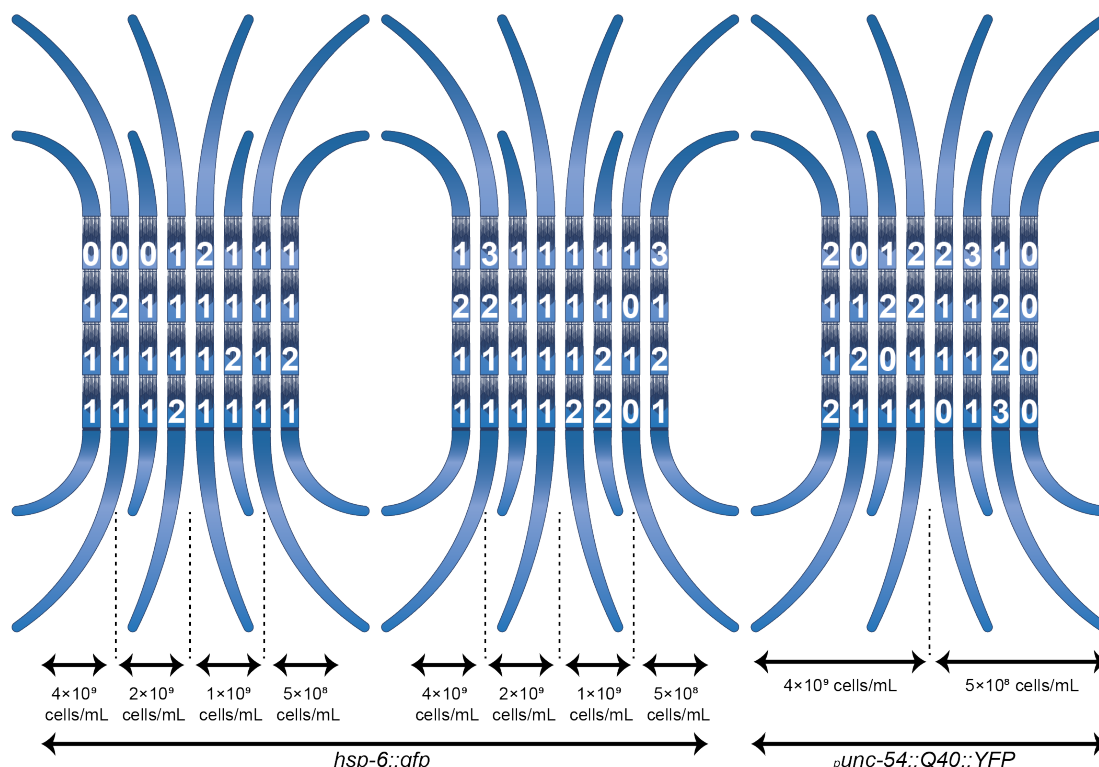 0 0 0 1 2 1 1 1 1 3 1 1 1 1 1 3 2 0 1 2 2 3 1 0
1 2 1 1 1 1 1 1 2 2 1 1 1 1 0 1 1 1 2 2 1 1 0 0
1 1 1 1 1 2 1 2 1 1 1 1 1 2 1 2 1 2 0 1 1 1 2 0
1 1 1 2 1 1 1 1 1 1 1 1 2 2 0 1 2 1 1 1 0 1 3 0
4×10⁹ 2×10⁹ 1×10⁹ 5×10⁸ 4×10⁹ 2×10⁹ 1×10⁹ 5×10⁸ 4×10⁹ cells/mL 5×10⁸ cells/mL
cells/mL cells/mL cells/mL cells/mL cells/mL cells/mL cells/mL cells/mL
hsp-6::gfp punc-54::Q40::YFP